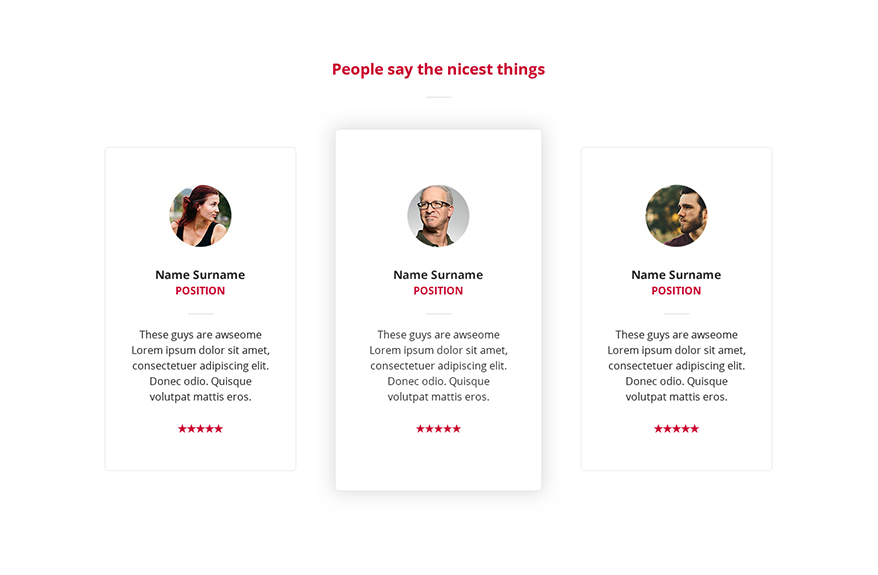 People say the nicest things
Name Surname
POSITION
These guys are awseome
Lorem ipsum dolor sit amet,
consectetuer adipiscing elit.
Donec odio. Quisque
volutpat mattis eros.
★★★★★
Name Surname
POSITION
These guys are awseome
Lorem ipsum dolor sit amet,
consectetuer adipiscing elit.
Donec odio. Quisque
volutpat mattis eros.
★★★★★
Name Surname
POSITION
These guys are awseome
Lorem ipsum dolor sit amet,
consectetuer adipiscing elit.
Donec odio. Quisque
volutpat mattis eros.
★★★★★